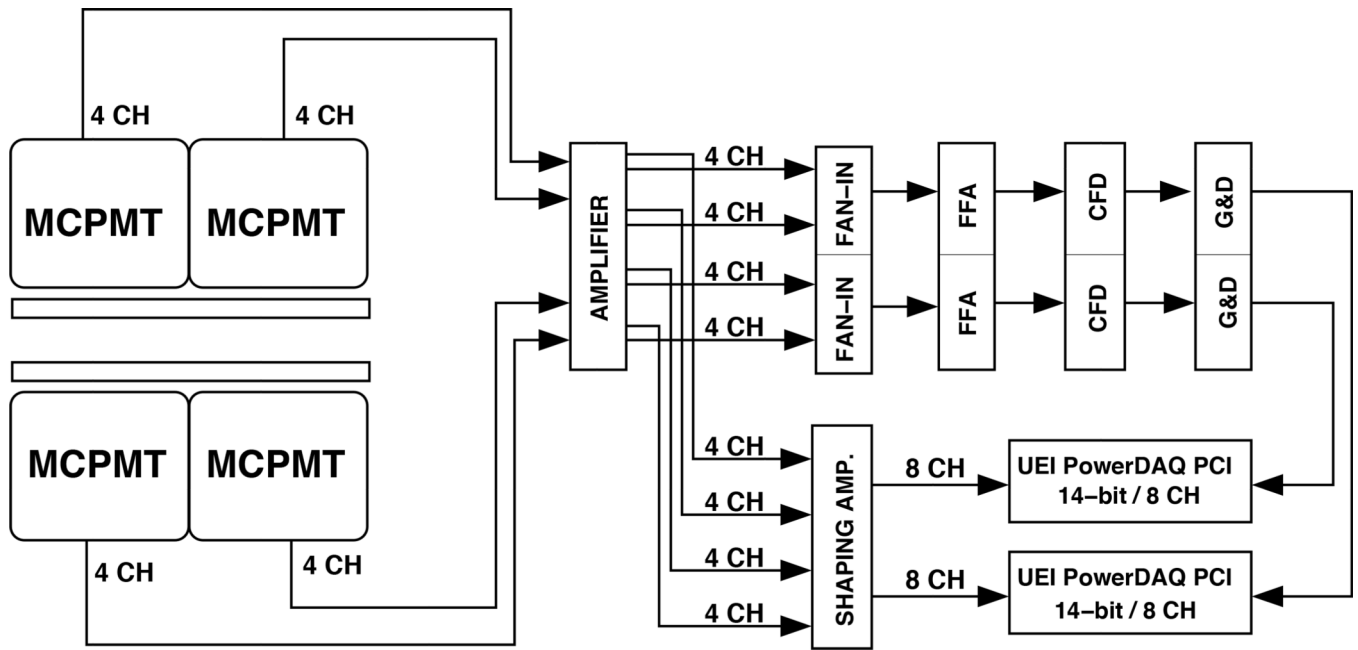 4 CH
4 CH
MCPMT
MCPMT
MCPMT
MCPMT
4 CH
4 CH
AMPLIFIER
4 CH
4 CH
4 CH
4 CH
FAN–IN
FAN–IN
FFA
FFA
CFD
CFD
G&D
G&D
4 CH
4 CH
4 CH
4 CH
SHAPING AMP.
8 CH
8 CH
UEI PowerDAQ PCI
14–bit / 8 CH
UEI PowerDAQ PCI
14–bit / 8 CH